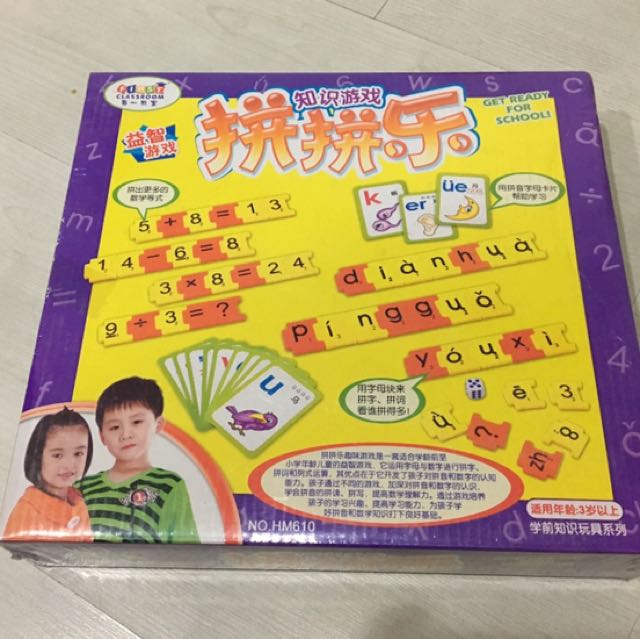 FIRST
CLASSROOM
第一教室
知识游戏
GET READY
FOR
SCHOOL!
益智
游戏
拼拼乐
拼出更多的
数学等式
5 + 8 = 1 3
1 4 - 6 = 8
3 × 8 = 2 4
9 ÷ 3 = ?
k
er
üe
月
用拼音字母卡片
帮助学习
d i à n h u à
p í n g g u ǒ
y ó u x ì
用字母块来
拼字、拼词
看谁拼得多!
ē
3
?
zh
8
拼拼乐趣味游戏是一套适合学龄前至
小学年龄儿童的益智游戏，它运用字母与数字进行拼字、
拼词和列式运算，其优点在于它开发了孩子对拼音和数字的认知
能力。孩子通过不同的游戏，加深对拼音和数字的认识，
学会拼音的拼读、拼写，提高数学理解力。透过游戏培养
孩子的学习兴趣，提高学习能力，为孩子学
好拼音和数学知识打下良好基础。
NO.HM610
适用年龄:3岁以上
学前知识玩具系列